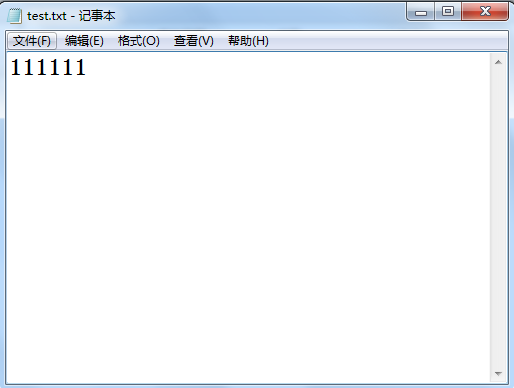 test.txt - 记事本
文件(F) 编辑(E) 格式(O) 查看(V) 帮助(H)
111111